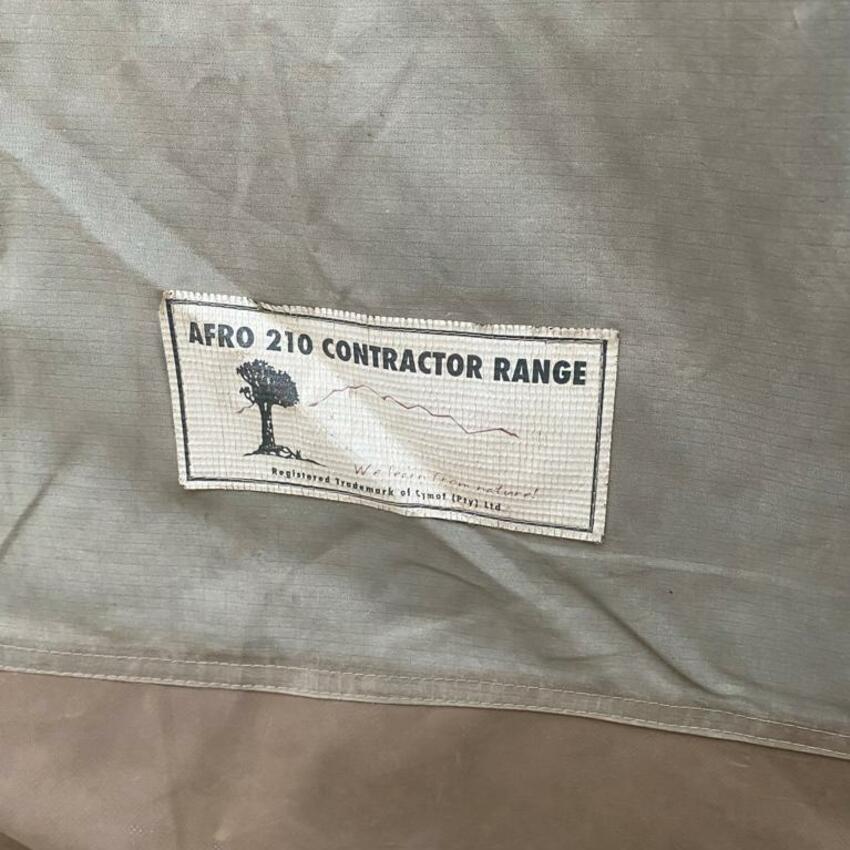 AFRO 210 CONTRACTOR RANGE
We learn from nature!
Registered Trademark of Cymot (Pty) Ltd